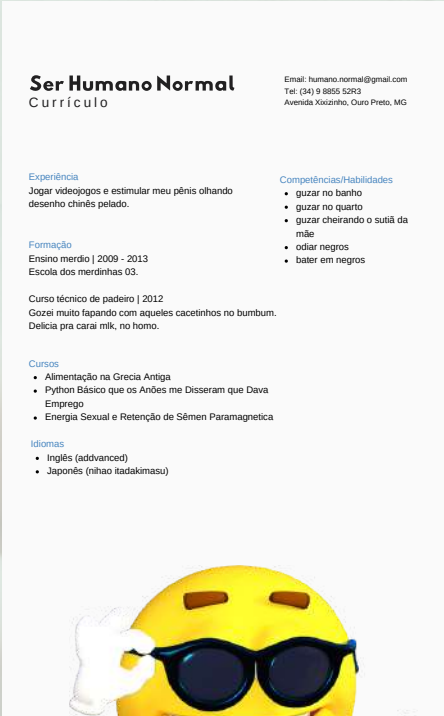 Ser Humano Normal
Currículo
Email: humano.normal@gmail.com
Tel: (34) 9 8855 52R3
Avenida Xixizinho, Ouro Preto, MG
Experiência
Jogar videojogos e estimular meu pênis olhando
desenho chinês pelado.
Formação
Ensino merdio | 2009 - 2013
Escola dos merdinhas 03.
Curso técnico de padeiro | 2012
Gozei muito fapando com aqueles cacetinhos no bumbum.
Delicia pra carai mlk, no homo.
Cursos
Alimentação na Grecia Antiga
Python Básico que os Anões me Disseram que Dava
Emprego
Energia Sexual e Retenção de Sêmen Paramagnetica
Idiomas
Inglês (addvanced)
Japonês (nihao itadakimasu)
Competências/Habilidades
guzar no banho
guzar no quarto
guzar cheirando o sutiã da
mãe
odiar negros
bater em negros